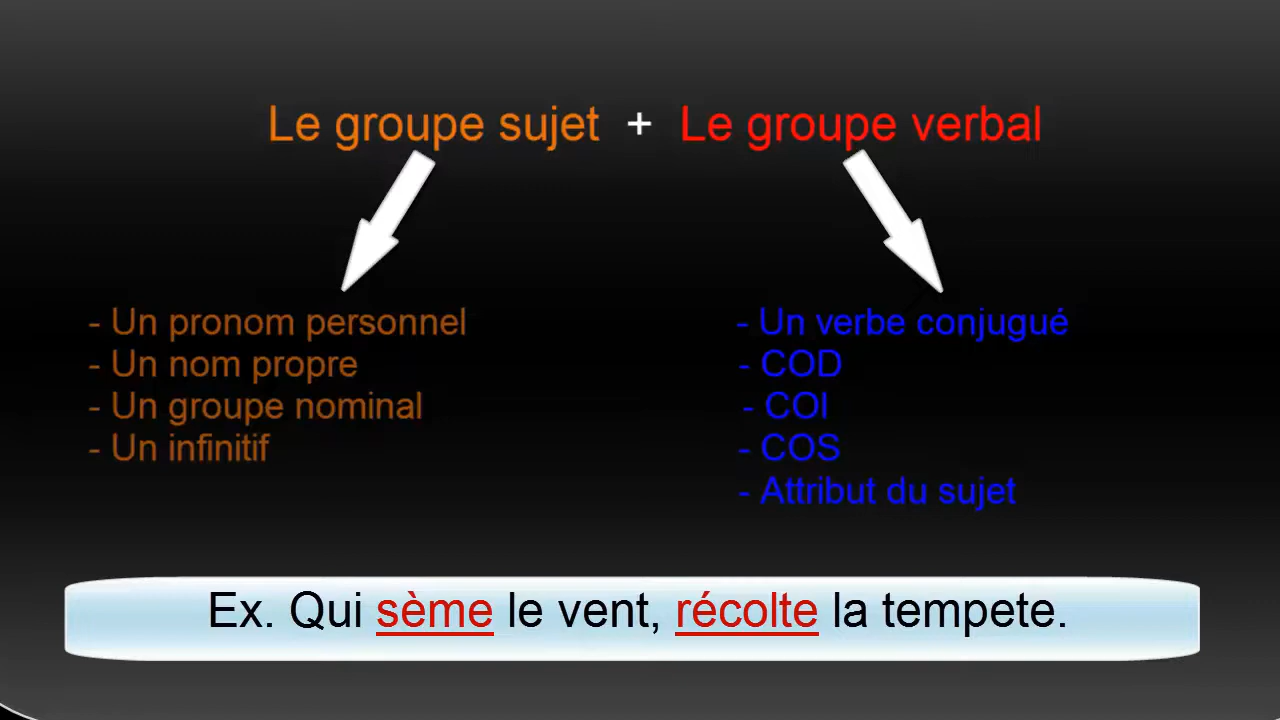 Le groupe sujet + Le groupe verbal
- Un pronom personnel
- Un nom propre
- Un groupe nominal
- Un infinitif
- Un verbe conjugué
- COD
- COI
- COS
- Attribut du sujet
Ex. Qui sème le vent, récolte la tempete.